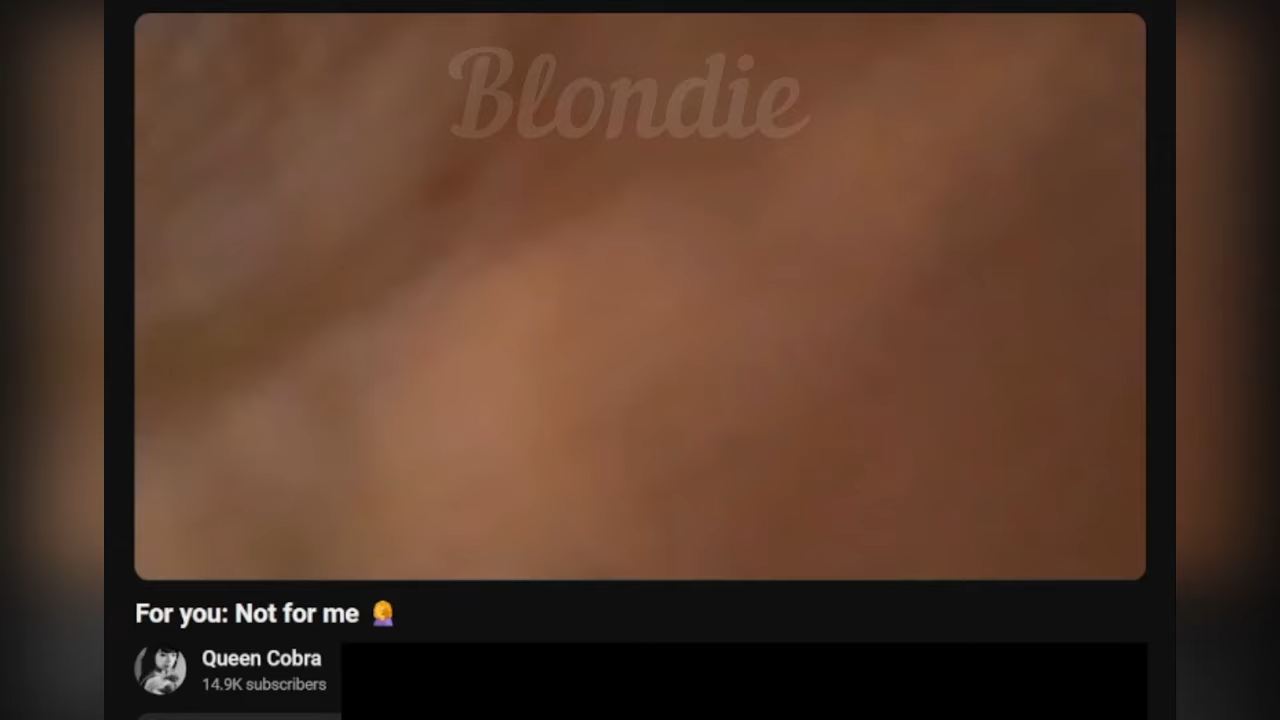 Blondie
For you: Not for me 🤦‍♀️
Queen Cobra
14.9K subscribers